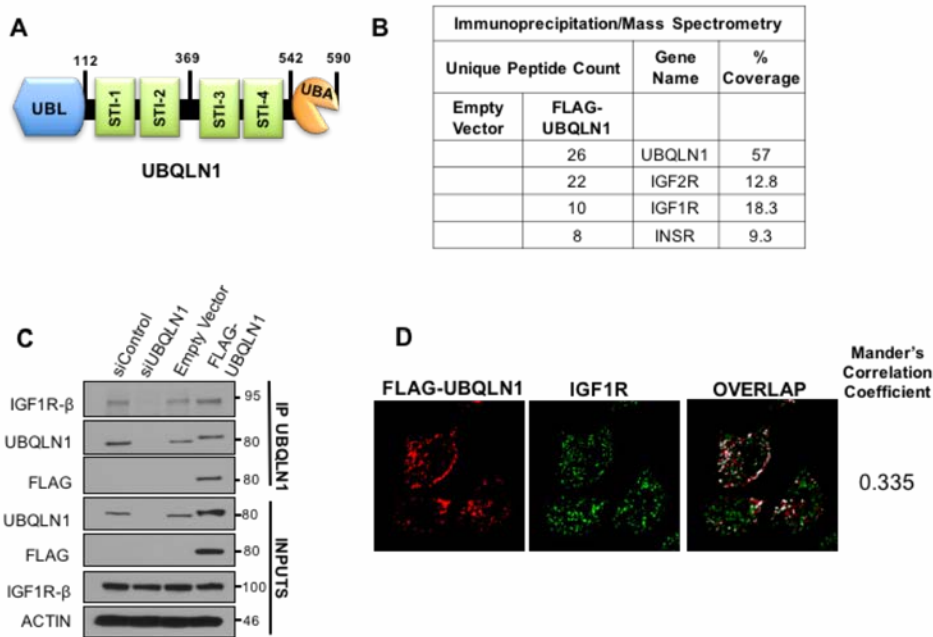 A
112
369
542
590
UBL
STI-1
STI-2
STI-3
STI-4
UBA
UBQLN1
B
Immunoprecipitation/Mass Spectrometry
Unique Peptide Count
Gene Name
% Coverage
Empty Vector
FLAG-UBQLN1
26 UBQLN1 57
22 IGF2R 12.8
10 IGF1R 18.3
8 INSR 9.3
C
siControl
siUBQLN1
Empty Vector
FLAG-UBQLN1
IGF1R-β 95
UBQLN1 80
FLAG 80
IP UBQLN1
UBQLN1 80
FLAG 80
IGF1R-β 100
ACTIN 46
INPUTS
D
FLAG-UBQLN1
IGF1R
OVERLAP
Mander's
Correlation
Coefficient
0.335